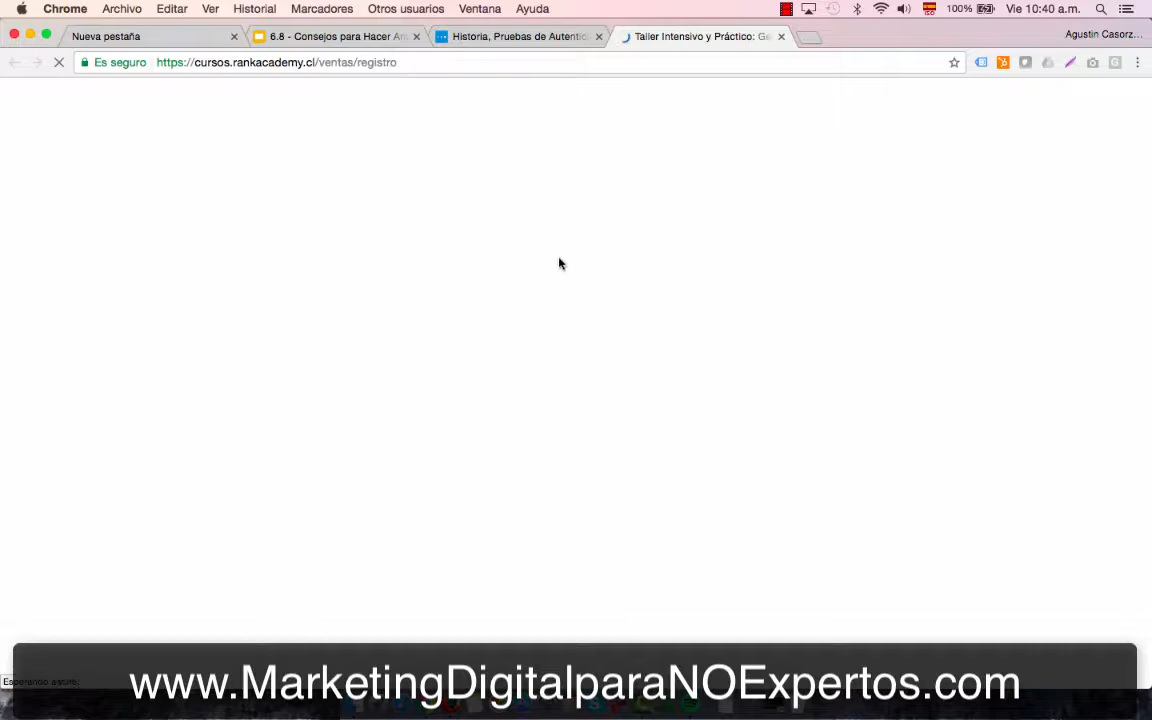 Chrome Archivo Editar Ver Historial Marcadores Otros usuarios Ventana Ayuda 100% Vie 10:40 a.m.
Nueva pestaña 6.8 - Consejos para Hacer An Historia, Pruebas de Autentic Taller Intensivo y Práctico: Ge Agustin Casorz...
Es seguro https://cursos.rankacademy.cl/ventas/registro
www.MarketingDigitalparaNOExpertos.com